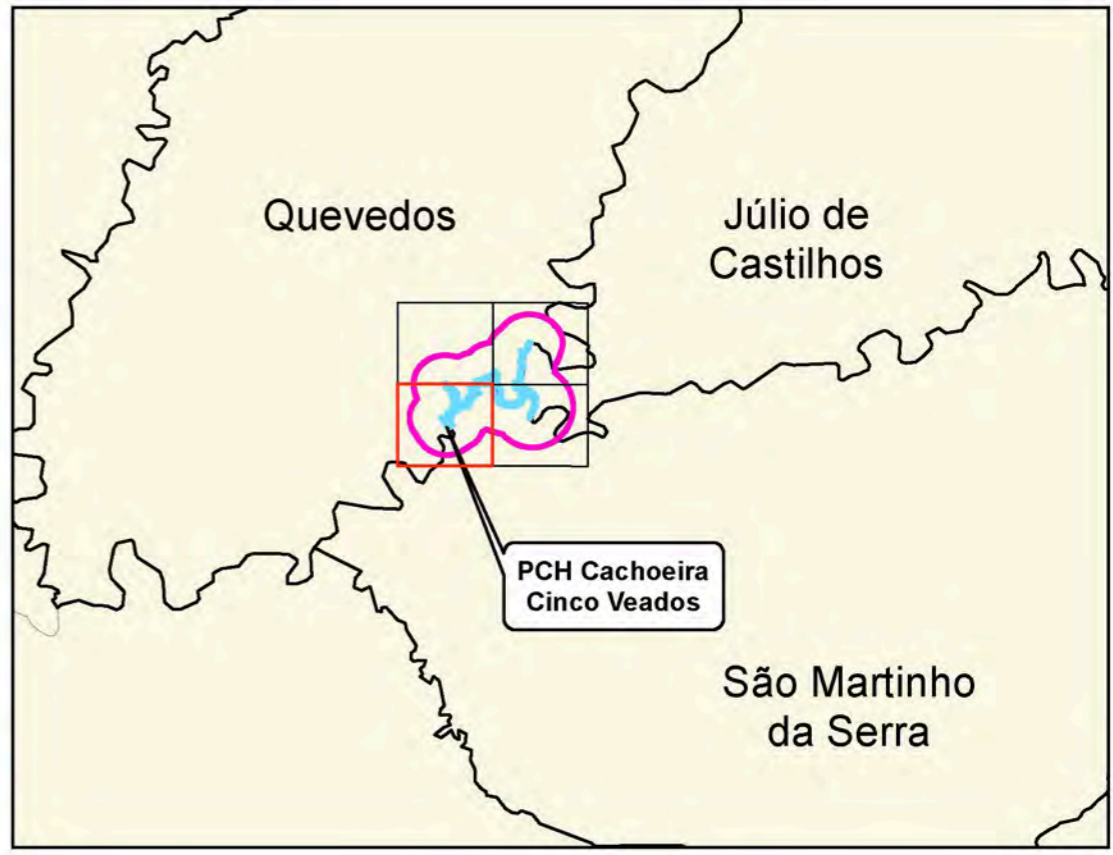 Quevedos
Júlio de
Castilhos
PCH Cachoeira
Cinco Veados
São Martinho
da Serra